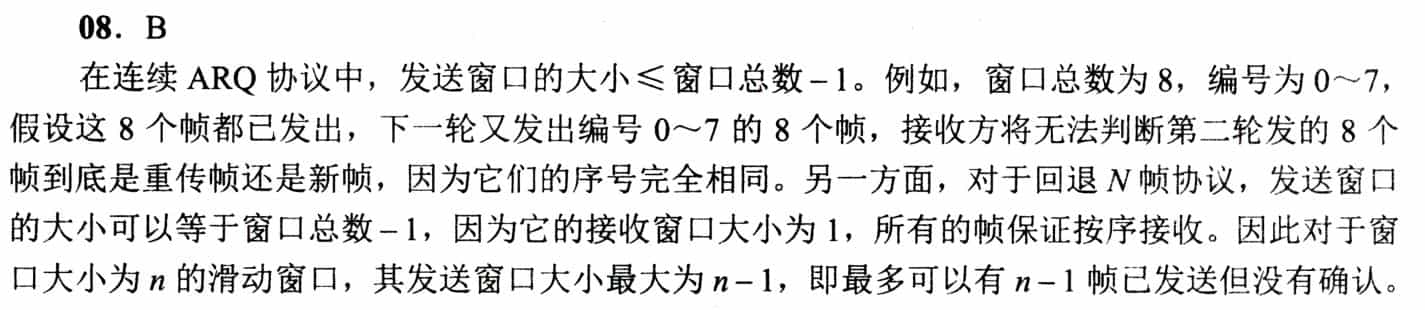 08. B
在连续 ARQ 协议中，发送窗口的大小≤窗口总数－1。例如，窗口总数为 8，编号为 0～7，
假设这 8 个帧都已发出，下一轮又发出编号 0～7 的 8 个帧，接收方将无法判断第二轮发的 8 个
帧到底是重传帧还是新帧，因为它们的序号完全相同。另一方面，对于回退 N 帧协议，发送窗口
的大小可以等于窗口总数－1，因为它的接收窗口大小为 1，所有的帧保证按序接收。因此对于窗
口大小为 n 的滑动窗口，其发送窗口大小最大为 n－1，即最多可以有 n－1 帧已发送但没有确认。